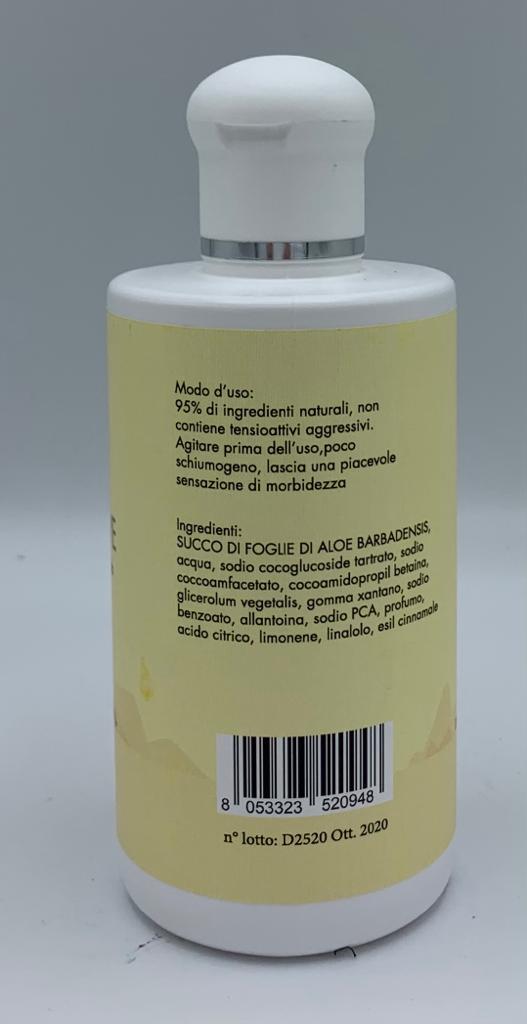 Modo d'uso:
95% di ingredienti naturali, non
contiene tensioattivi aggressivi.
Agitare prima dell'uso,poco
schiumogeno, lascia una piacevole
sensazione di morbidezza
Ingredienti:
SUCCO DI FOGLIE DI ALOE BARBADENSIS,
acqua, sodio cocoglucoside tartrato, sodio
coccoamfacetato, cocoamidopropil betaina,
glicerolum vegetalis, gomma xantano, sodio
benzoato, allantoina, sodio PCA, profumo,
acido citrico, limonene, linalolo, esil cinnamale
8 053323 520948
n° lotto: D2520 Ott. 2020